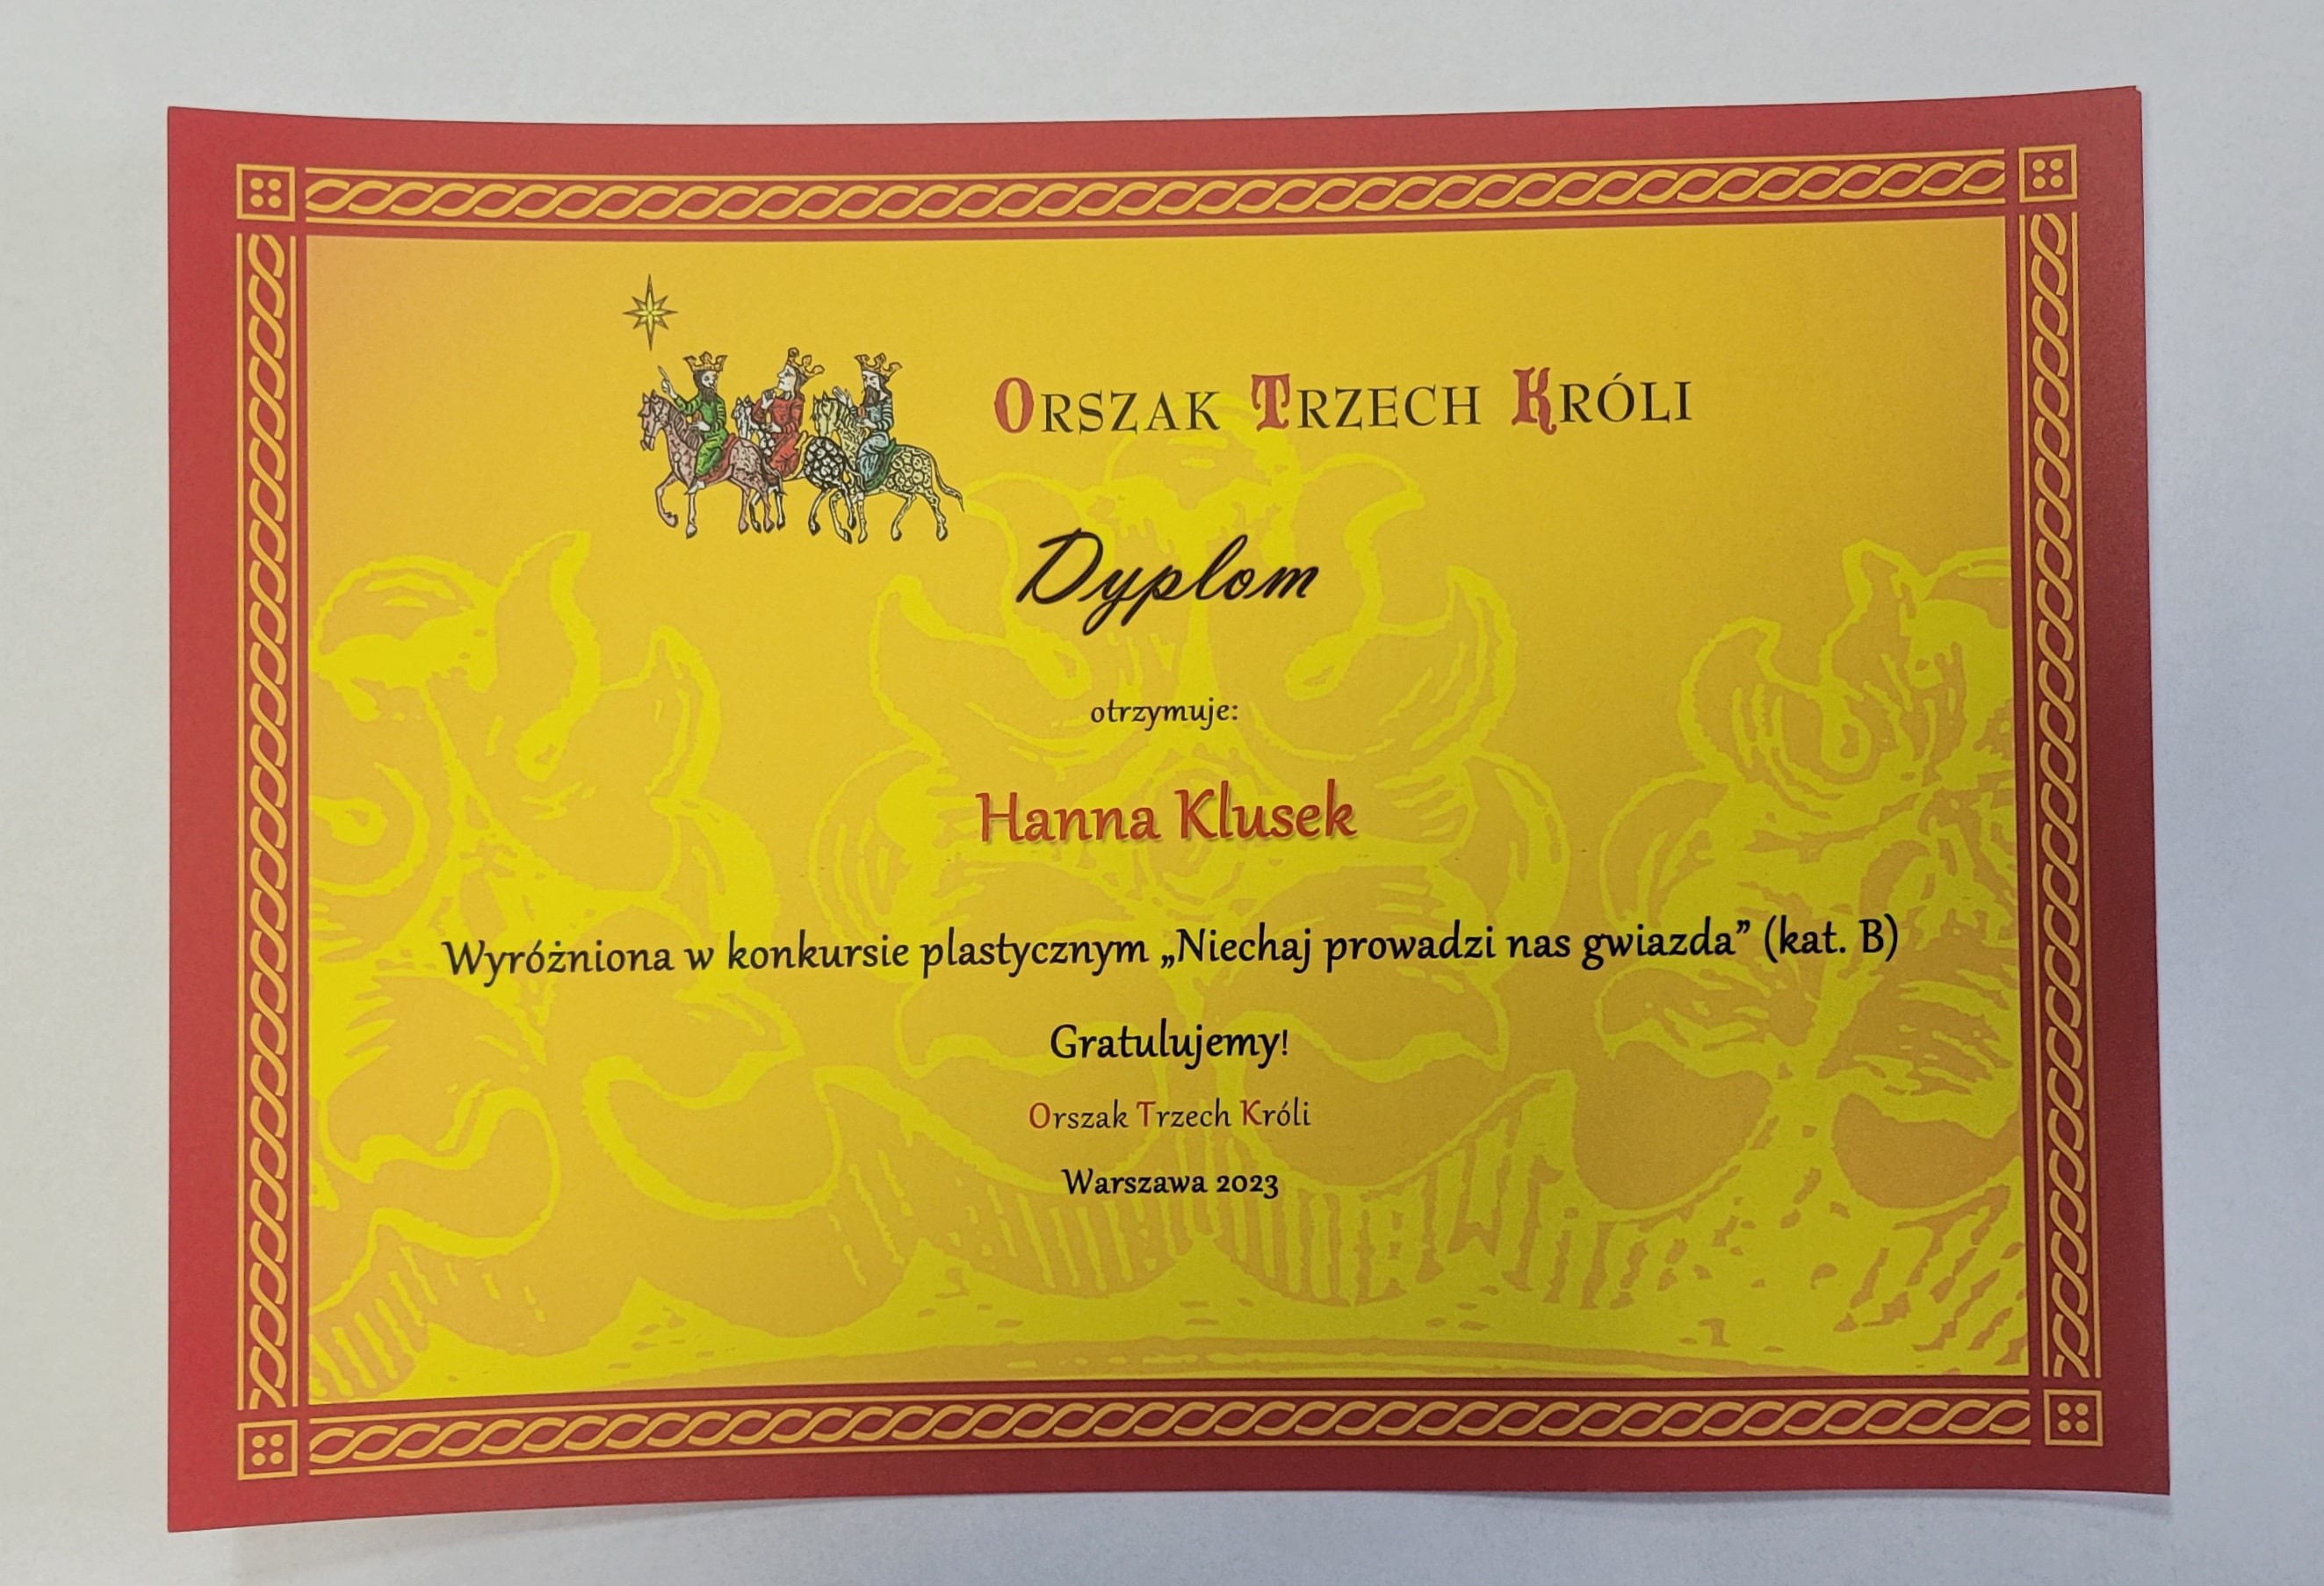 Orszak Trzech Króli
Dyplom
otrzymuje:
Hanna Klusek
Wyróżniona w konkursie plastycznym „Niechaj prowadzi nas gwiazda” (kat. B)
Gratulujemy!
Orszak Trzech Króli
Warszawa 2023